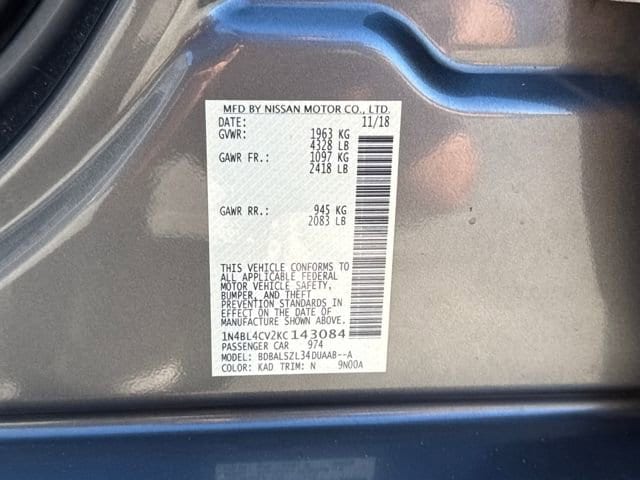 MFD BY NISSAN MOTOR CO., LTD.
DATE: 11/18
GVWR: 1963 KG
4328 LB
GAWR FR.: 1097 KG
2418 LB
GAWR RR.: 945 KG
2083 LB
THIS VEHICLE CONFORMS TO
ALL APPLICABLE FEDERAL
MOTOR VEHICLE SAFETY,
BUMPER, AND THEFT
PREVENTION STANDARDS IN
EFFECT ON THE DATE OF
MANUFACTURE SHOWN ABOVE
1N4BL4CV2KC 143084
PASSENGER CAR 974
MODEL: BDBALSZL34DUAAB--A
COLOR: KAD TRIM: N 9N00A